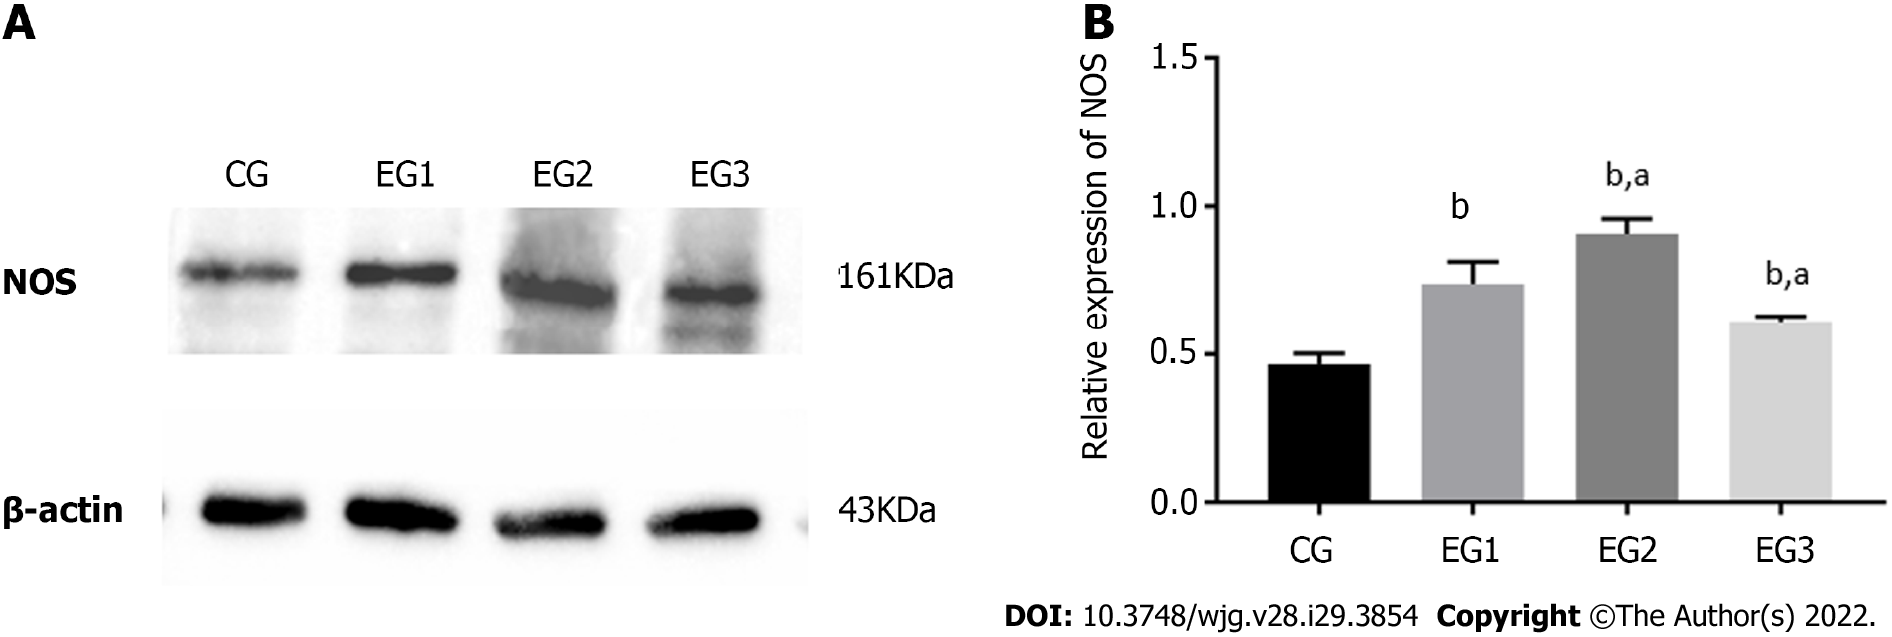 A
CG EG1 EG2 EG3
NOS
161KDa
β-actin
43KDa
B
Relative expression of NOS
1.5
1.0
0.5
0.0
b
b,a
b,a
CG EG1 EG2 EG3
DOI: 10.3748/wjg.v28.i29.3854 Copyright ©The Author(s) 2022.